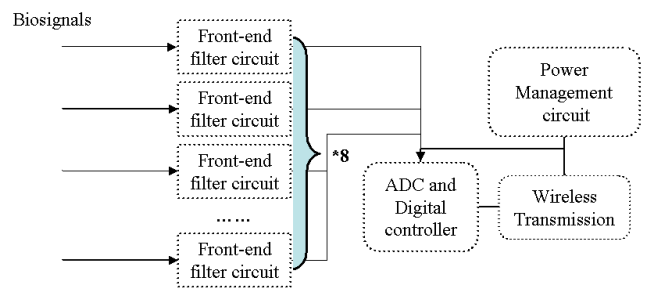 Biosignals
Front-end
filter circuit
Front-end
filter circuit
Front-end
filter circuit
......
Front-end
filter circuit
*8
Power
Management
circuit
ADC and
Digital
controller
Wireless
Transmission